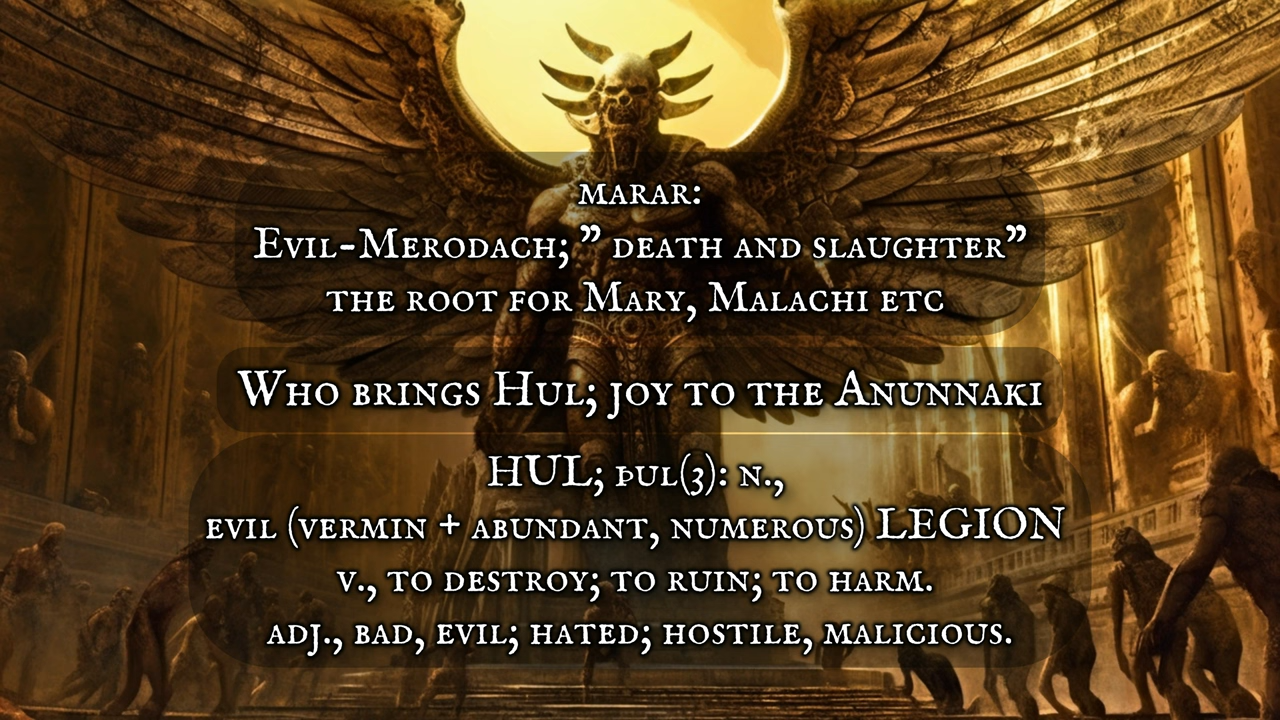 marar:
Evil-Merodach; ” death and slaughter”
the root for Mary, Malachi etc
Who brings Hul; joy to the Anunnaki
HUL; þul(3): n.,
evil (vermin + abundant, numerous) LEGION
v., to destroy; to ruin; to harm.
adj., bad, evil; hated; hostile, malicious.